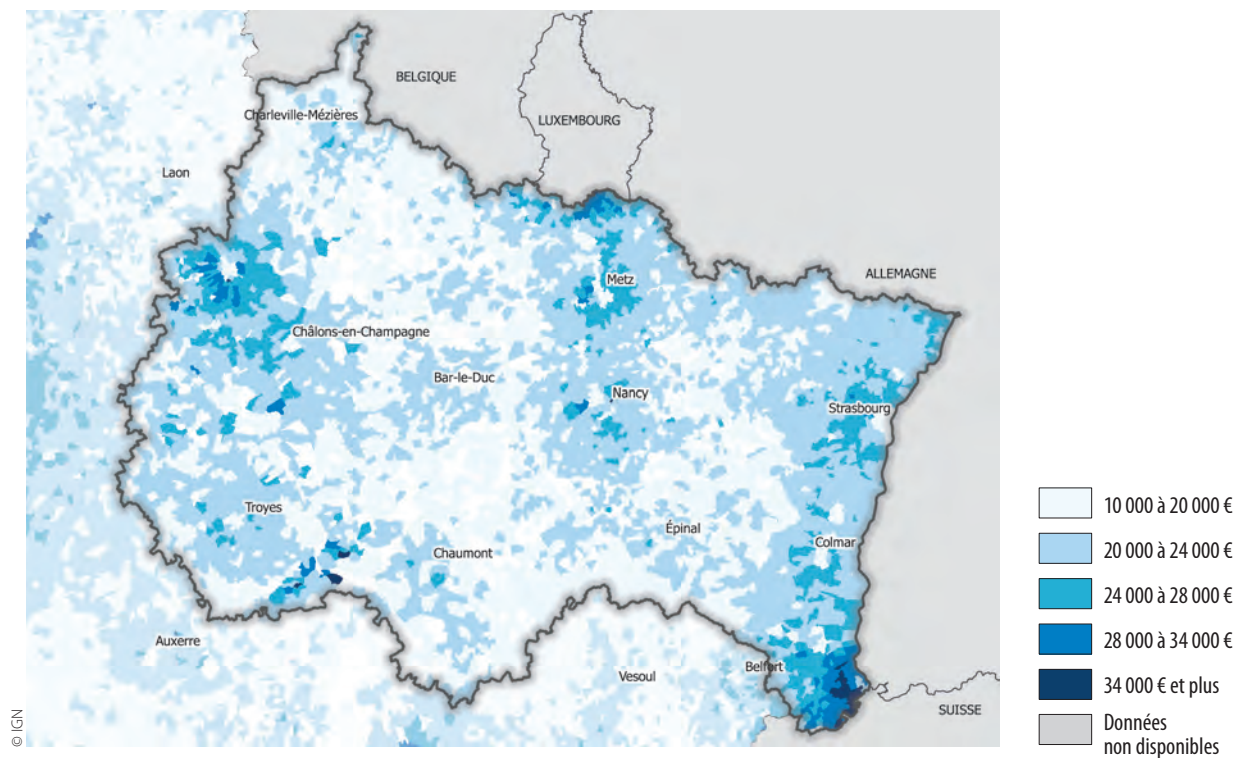 BELGIQUE
LUXEMBOURG
Charleville-Mézières
Laon
ALLEMAGNE
Metz
Châlons-en-Champagne
Bar-le-Duc
Nancy
Strasbourg
Troyes
Épinal
Colmar
Chaumont
Auxerre
Belfort
Vesoul
SUISSE
© IGN
10 000 à 20 000 €
20 000 à 24 000 €
24 000 à 28 000 €
28 000 à 34 000 €
34 000 € et plus
Données
non disponibles